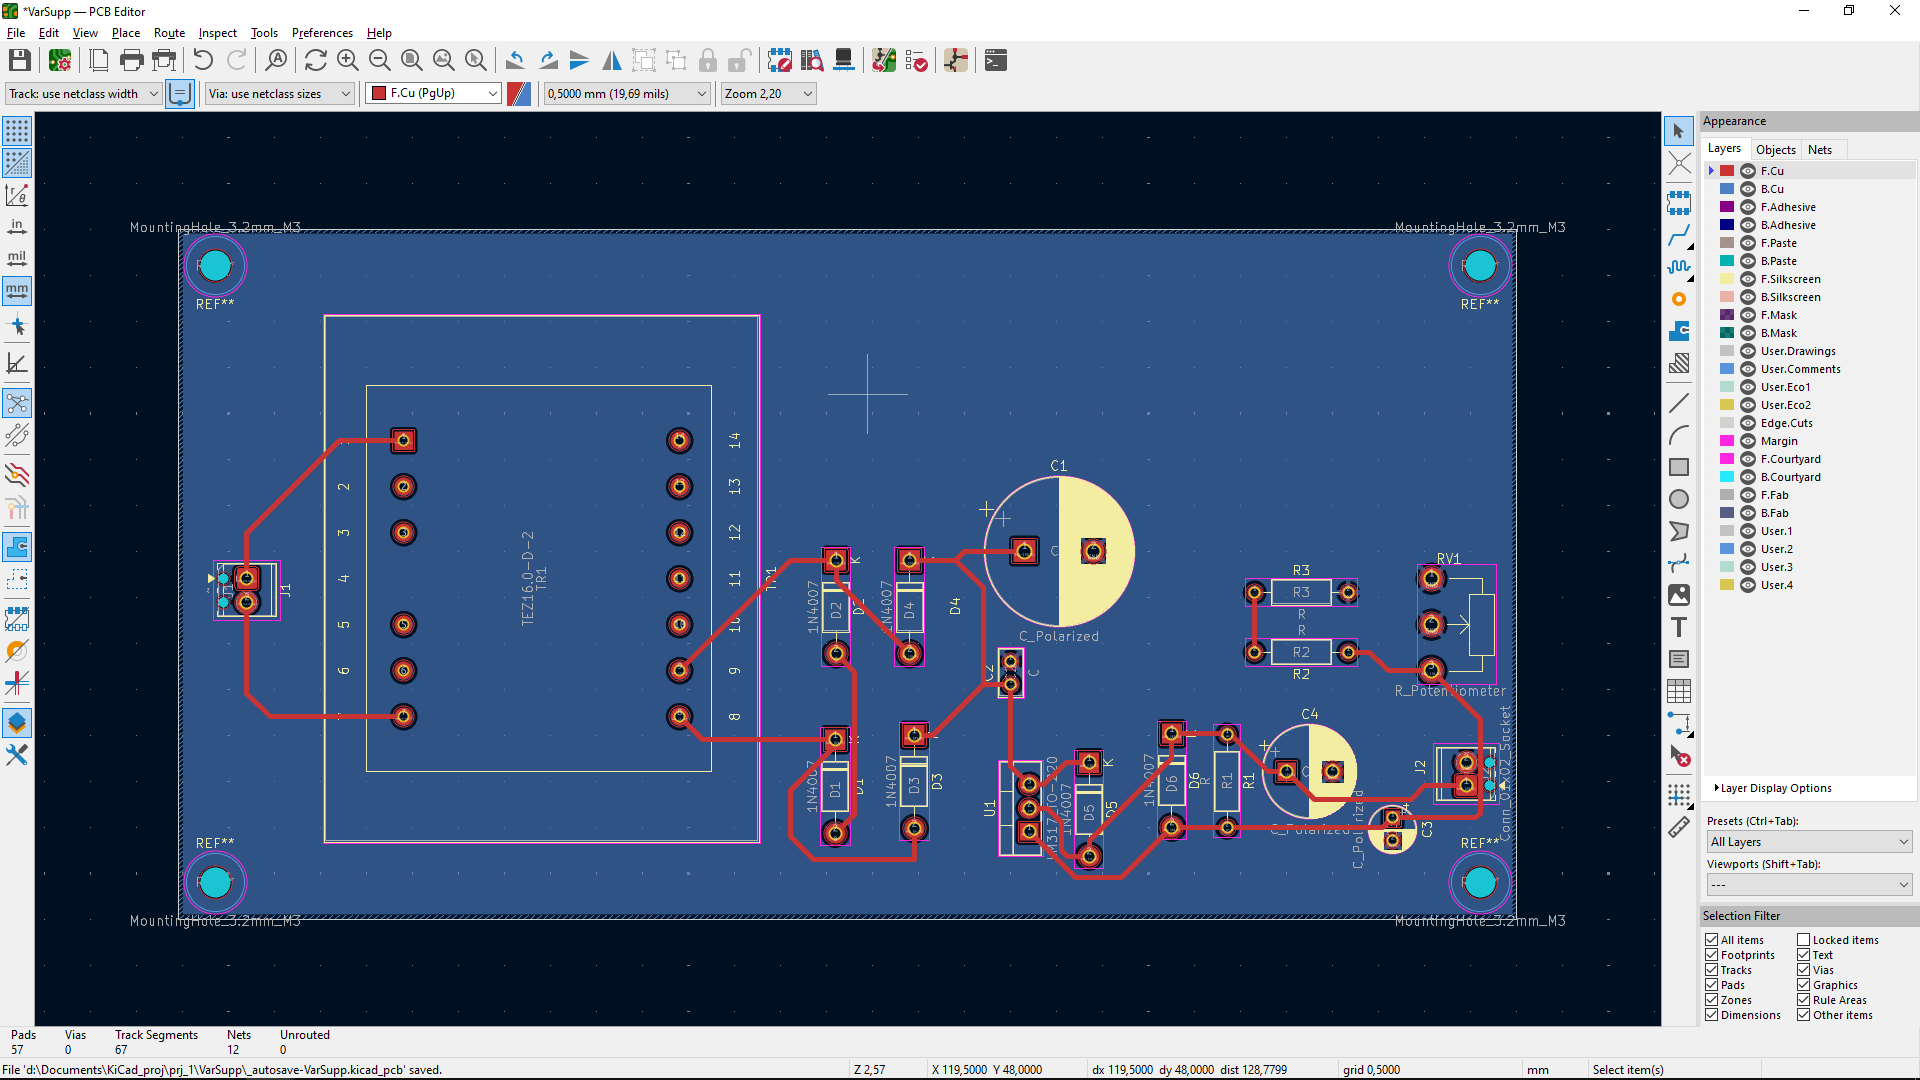 *VarSupp — PCB Editor
File Edit View Place Route Inspect Tools Preferences Help
Track: use netclass width
Via: use netclass sizes
F.Cu (PgUp)
0,5000 mm (19,69 mils)
Zoom 2,20
in
mil
mm
MountingHole_3.2mm_M3
MountingHole_3.2mm_M3
REF**
REF**
2
3
4
5
6
14
13
12
11
10
9
8
TEZ16.0-D-2
TR1
TR1
J1
C1
C
C_Polarized
K
1N4007
D2
1N4007
D4
D4
C2
C
R3
R3
R
R
R2
R2
RV1
R_Potentiometer
K
1N4007
D1
D1
1N4007
D3
D3
U1
LM317_TO-220
1N4007
K
D5
D5
1N4007
D6
D6
R
R1
R1
C4
C
C_Polarized
C_Polarized
C3
J2
Conn_01x02_Socket
REF**
REF**
MountingHole_3.2mm_M3
MountingHole_3.2mm_M3
Appearance
Layers Objects Nets
F.Cu
B.Cu
F.Adhesive
B.Adhesive
F.Paste
B.Paste
F.Silkscreen
B.Silkscreen
F.Mask
B.Mask
User.Drawings
User.Comments
User.Eco1
User.Eco2
Edge.Cuts
Margin
F.Courtyard
B.Courtyard
F.Fab
B.Fab
User.1
User.2
User.3
User.4
Layer Display Options
Presets (Ctrl+Tab):
All Layers
Viewports (Shift+Tab):
---
Selection Filter
All items Locked items
Footprints Text
Tracks Vias
Pads Graphics
Zones Rule Areas
Dimensions Other items
Pads Vias Track Segments Nets Unrouted
57 0 67 12 0
File 'd:\Documents\KiCad_proj\prj_1\VarSupp\_autosave-VarSupp.kicad_pcb' saved.
Z 2,57
X 119,5000 Y 48,0000
dx 119,5000 dy 48,0000 dist 128,7799
grid 0,5000
mm
Select item(s)